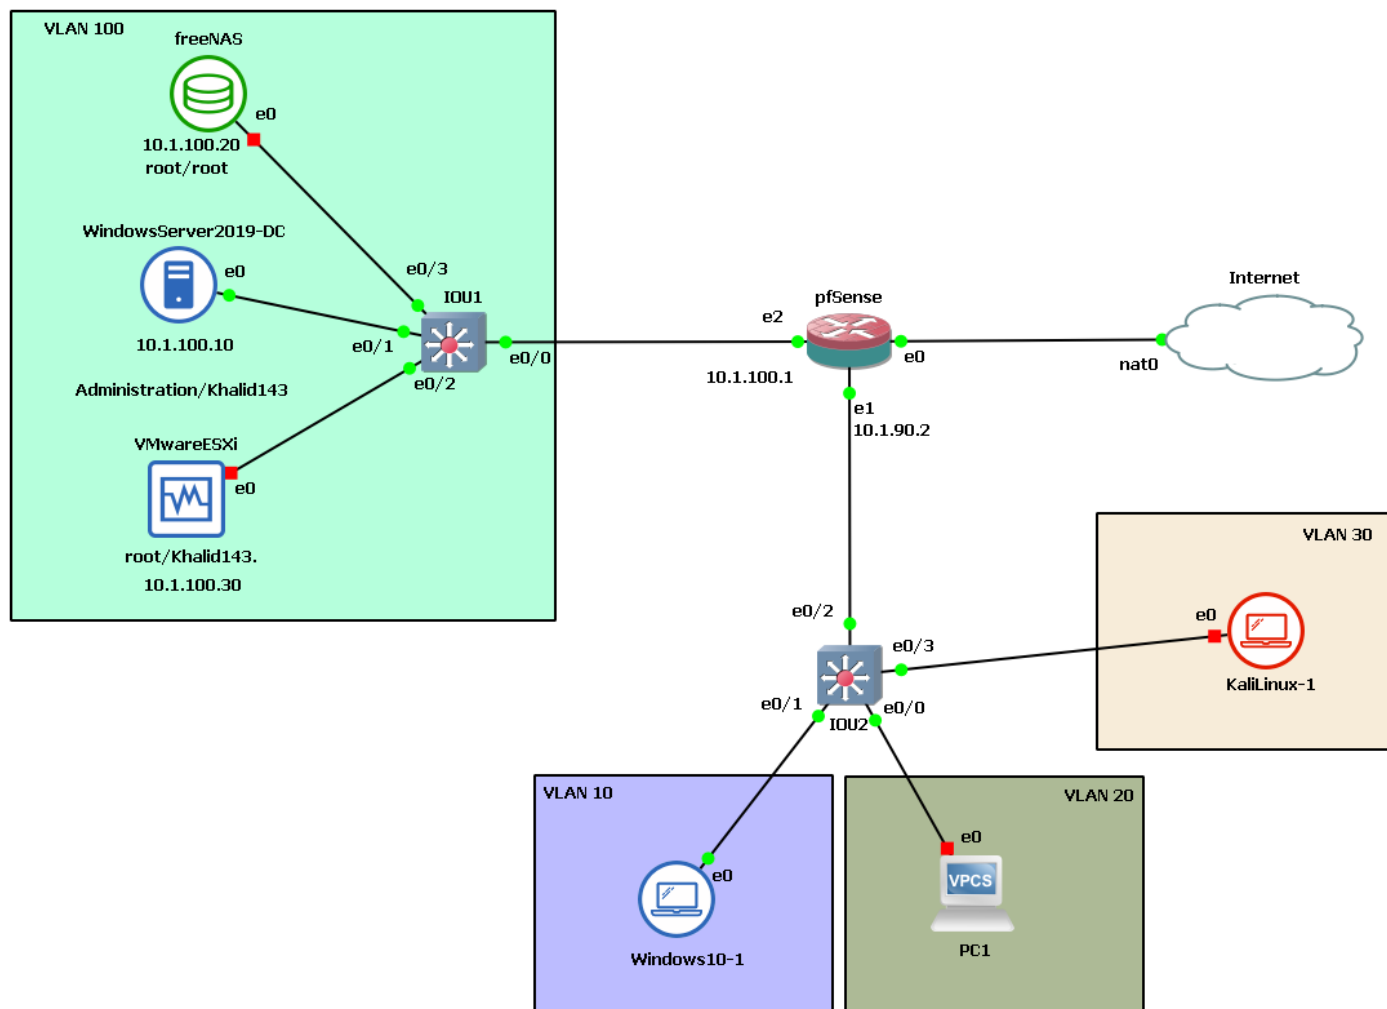 VLAN 100
freeNAS
e0
10.1.100.20
root/root
WindowsServer2019-DC
e0
10.1.100.10
Administration/Khalid143
VMwareESXi
e0
root/Khalid143.
10.1.100.30
e0/3
IOU1
e0/1
e0/2
e0/0
pfSense
e2
e0
10.1.100.1
e1
10.1.90.2
Internet
nat0
VLAN 30
e0
KaliLinux-1
e0/2
e0/3
e0/1
e0/0
IOU2
VLAN 10
e0
Windows10-1
VLAN 20
e0
VPCS
PC1